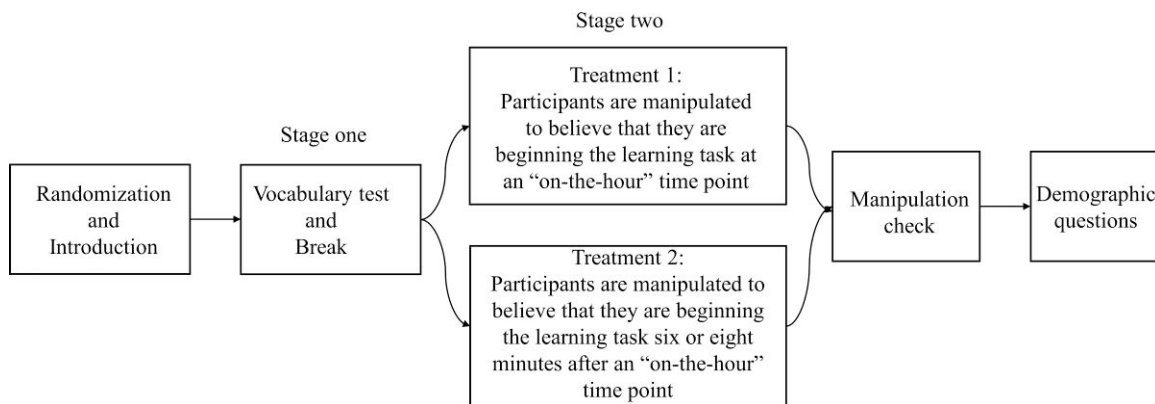 Stage two
Stage one
Randomization
and
Introduction
Vocabulary test
and
Break
Treatment 1:
Participants are manipulated
to believe that they are
beginning the learning task at
an “on-the-hour” time point
Treatment 2:
Participants are manipulated to
believe that they are beginning
the learning task six or eight
minutes after an “on-the-hour”
time point
Manipulation
check
Demographic
questions